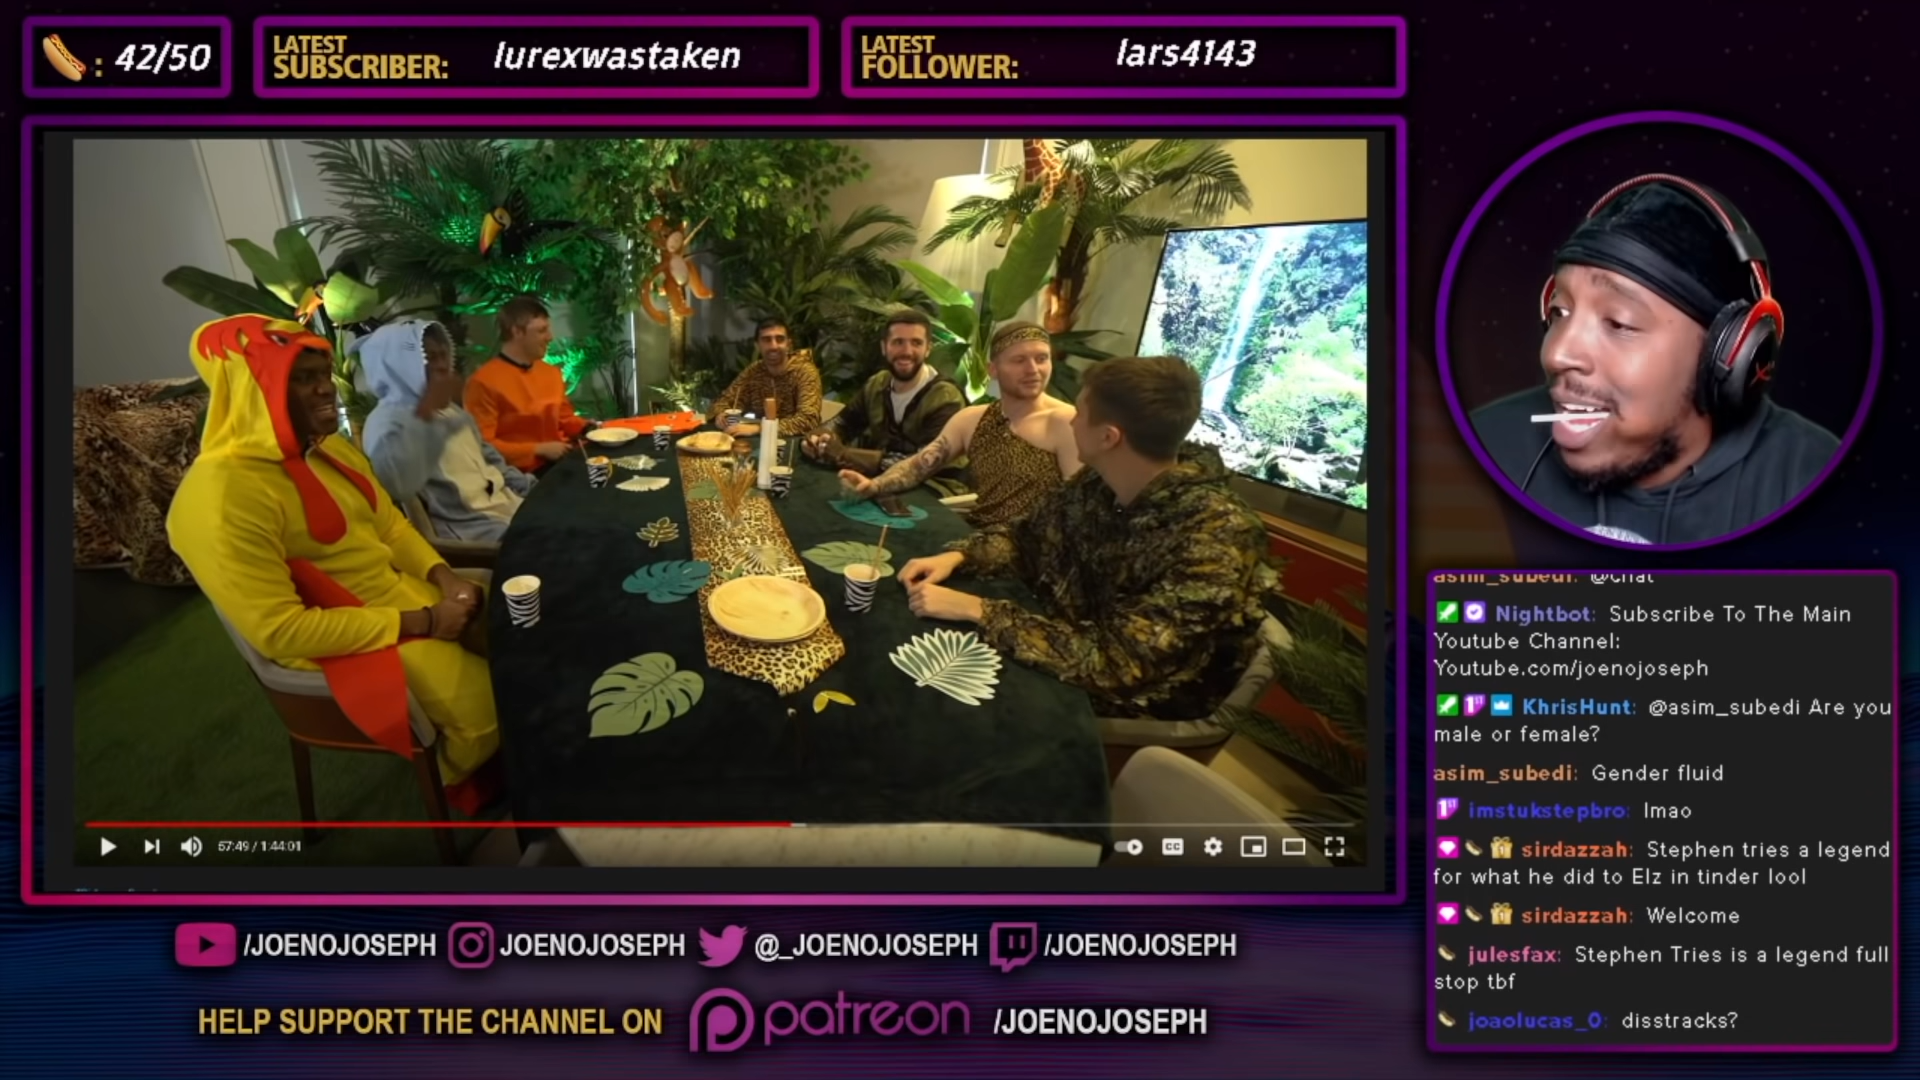 : 42/50
LATEST
SUBSCRIBER:
lurexwastaken
LATEST
FOLLOWER:
lars4143
57:49 / 1:44:01
CC
asim_subedi: @Chat
Nightbot: Subscribe To The Main
Youtube Channel:
Youtube.com/joenojoseph
KhrisHunt: @asim_subedi Are you
male or female?
asim_subedi: Gender fluid
imstukstepbro: lmao
sirdazzah: Stephen tries a legend
for what he did to Elz in tinder lool
sirdazzah: Welcome
julesfax: Stephen Tries is a legend full
stop tbf
joaolucas_0: disstracks?
/JOENOJOSEPH
JOENOJOSEPH
@_JOENOJOSEPH
/JOENOJOSEPH
HELP SUPPORT THE CHANNEL ON
patreon
/JOENOJOSEPH